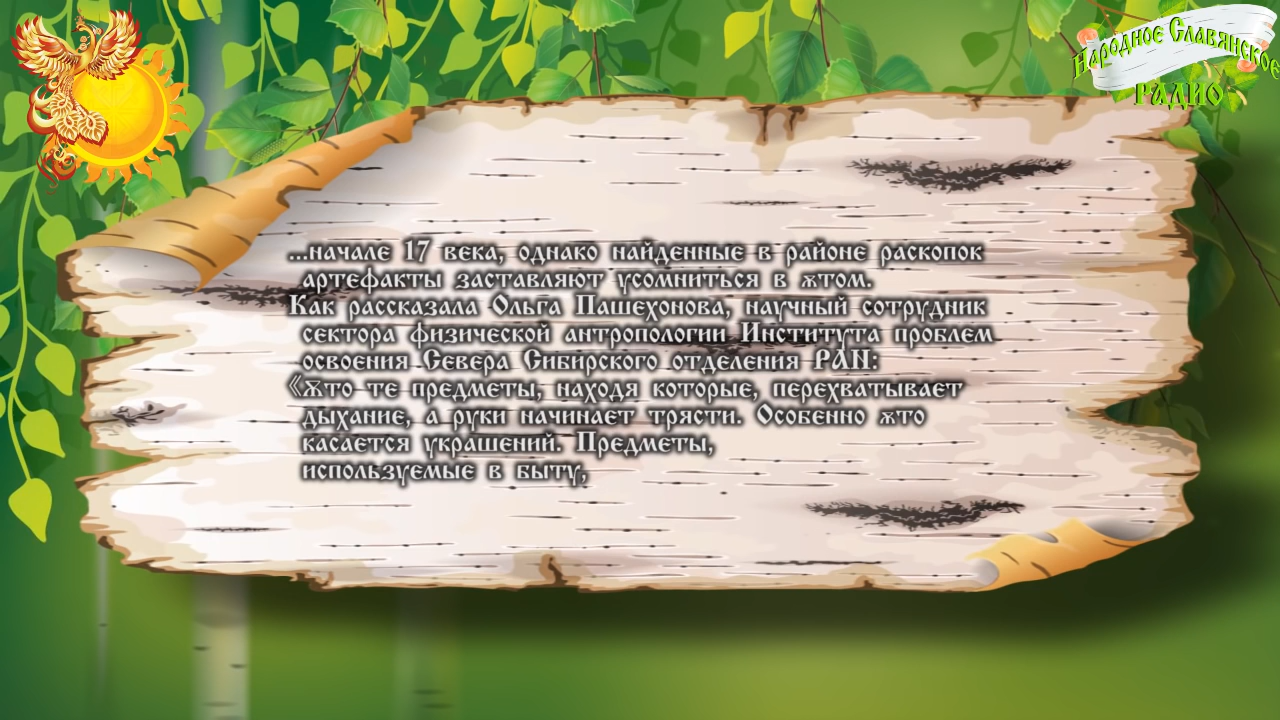 Народное Славянское
РАДИО
...начале 17 века, однако найденные в районе раскопок
артефакты заставляют усомниться в этом.
Как рассказала Ольга Пашехонова, научный сотрудник
сектора физической антропологии Института проблем
освоения Севера Сибирского отделения РАН:
«Это те предметы, находя которые, перехватывает
дыхание, а руки начинает трясти. Особенно это
касается украшений. Предметы,
используемые в быту,